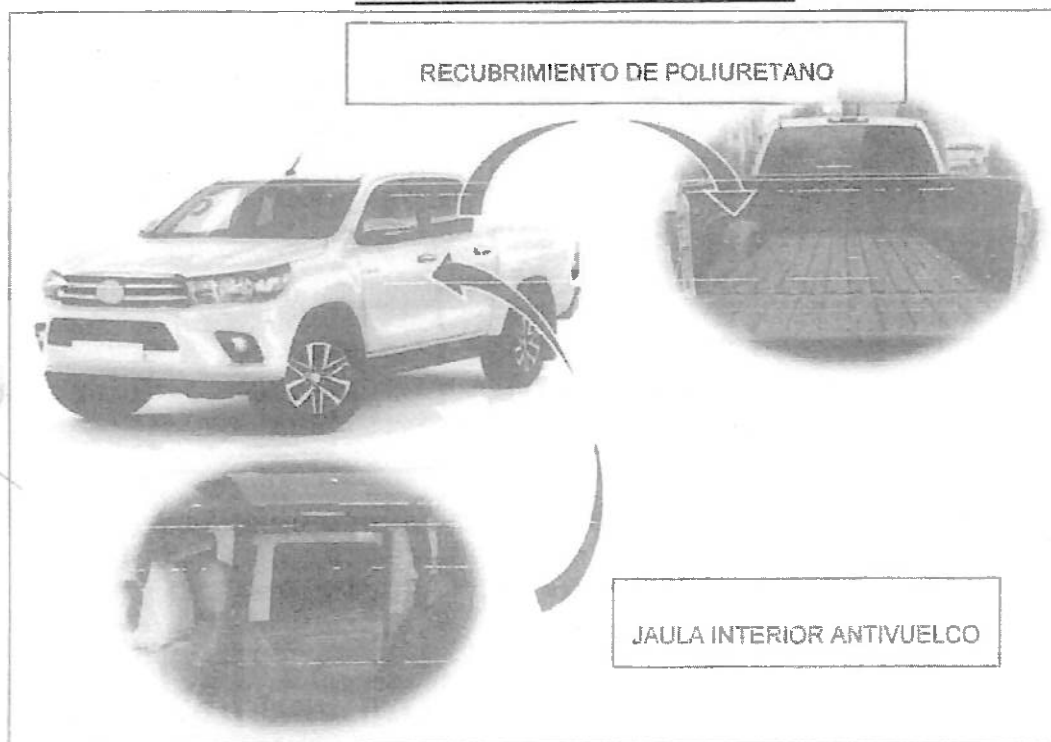 RECUBRIMIENTO DE POLIURETANO
JAULA INTERIOR ANTIVUELCO